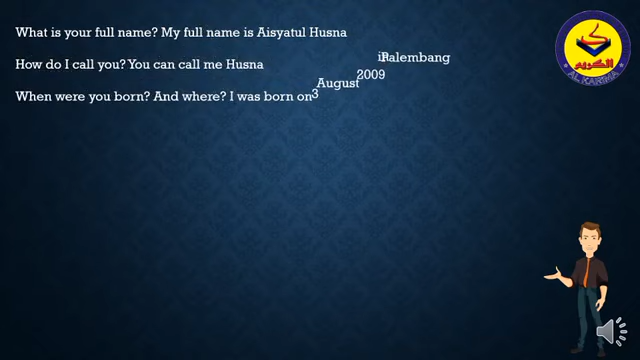 What is your full name? My full name is Aisyatul Husna
How do I call you? You can call me Husna
When were you born? And where? I was born on 3 August 2009 in Palembang
الكريم
AL KARIMA